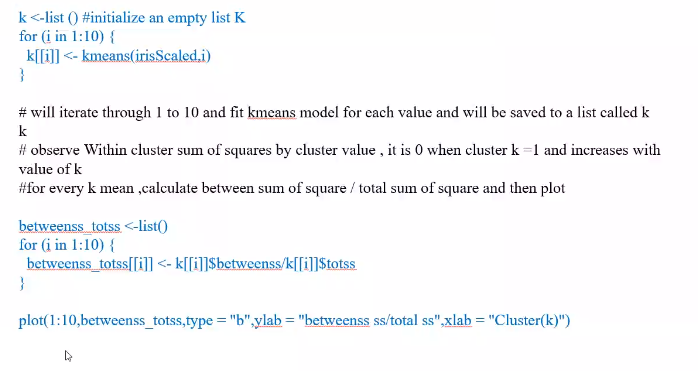 k <-list () #initialize an empty list K
for (i in 1:10) {
k[[i]] <- kmeans(irisScaled,i)
}
# will iterate through 1 to 10 and fit kmeans model for each value and will be saved to a list called k
k
# observe Within cluster sum of squares by cluster value , it is 0 when cluster k =1 and increases with
value of k
#for every k mean ,calculate between sum of square / total sum of square and then plot
betweenss_totss <-list()
for (i in 1:10) {
betweenss_totss[[i]] <- k[[i]]$betweenss/k[[i]]$totss
}
plot(1:10,betweenss_totss,type = "b",ylab = "betweenss ss/total ss",xlab = "Cluster(k)")